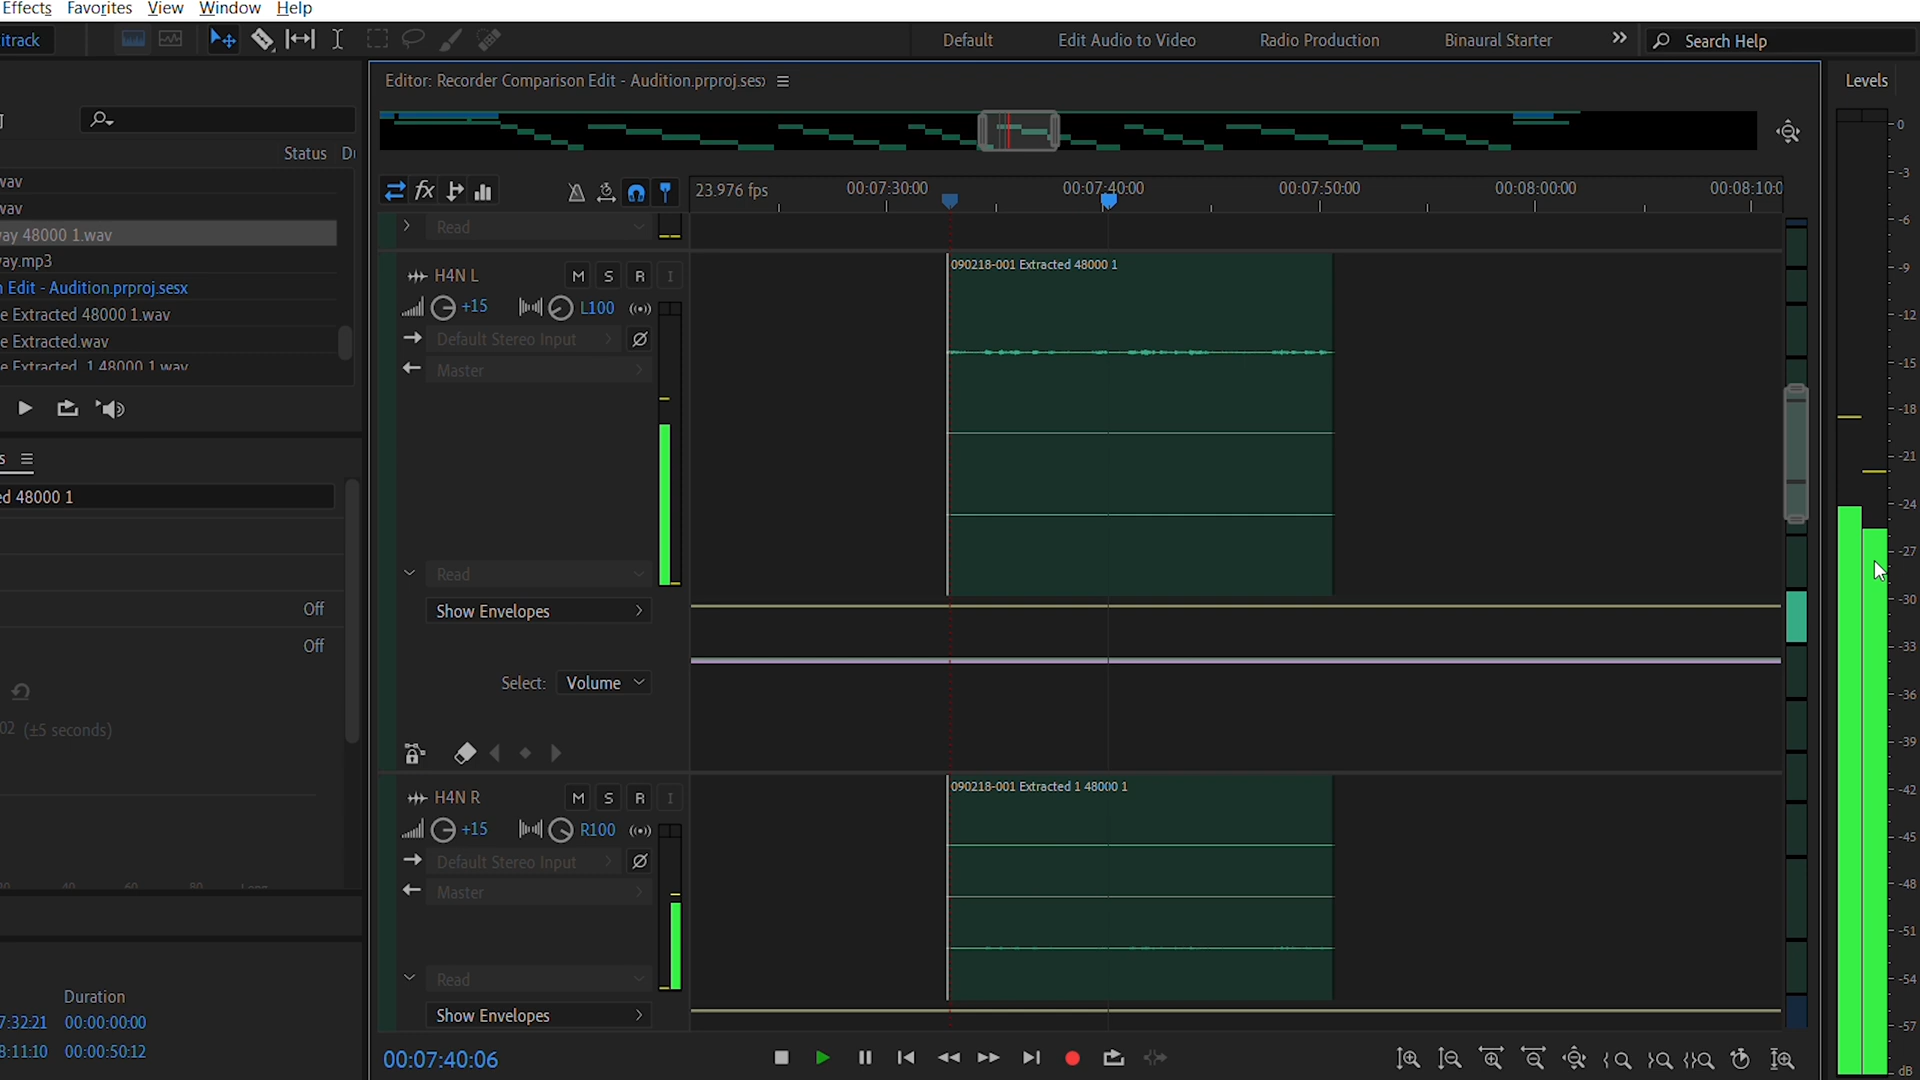 Effects Favorites View Window Help
itrack
Default Edit Audio to Video Radio Production Binaural Starter Search Help
Editor: Recorder Comparison Edit - Audition.prproj.sesx
Levels
Status
vav
vav
ay 48000 1.wav
ay.mp3
n Edit - Audition.prproj.sesx
e Extracted 48000 1.wav
e Extracted.wav
e Extracted 1 48000 1.wav
s
ed 48000 1
Off
Off
02 (±5 seconds)
Duration
7:32:21 00:00:00:00
8:11:10 00:00:50:12
23.976 fps
00:07:30:00 00:07:40:00 00:07:50:00 00:08:00:00 00:08:10:0
Read
H4N L
M S R I
+15 L100
Default Stereo Input
Master
Read
Show Envelopes
Select: Volume
090218-001 Extracted 48000 1
H4N R
M S R I
+15 R100
Default Stereo Input
Master
Read
Show Envelopes
090218-001 Extracted 1 48000 1
00:07:40:06
0
-3
-6
-9
-12
-15
-18
-21
-24
-27
-30
-33
-36
-39
-42
-45
-48
-51
-54
-57
dB